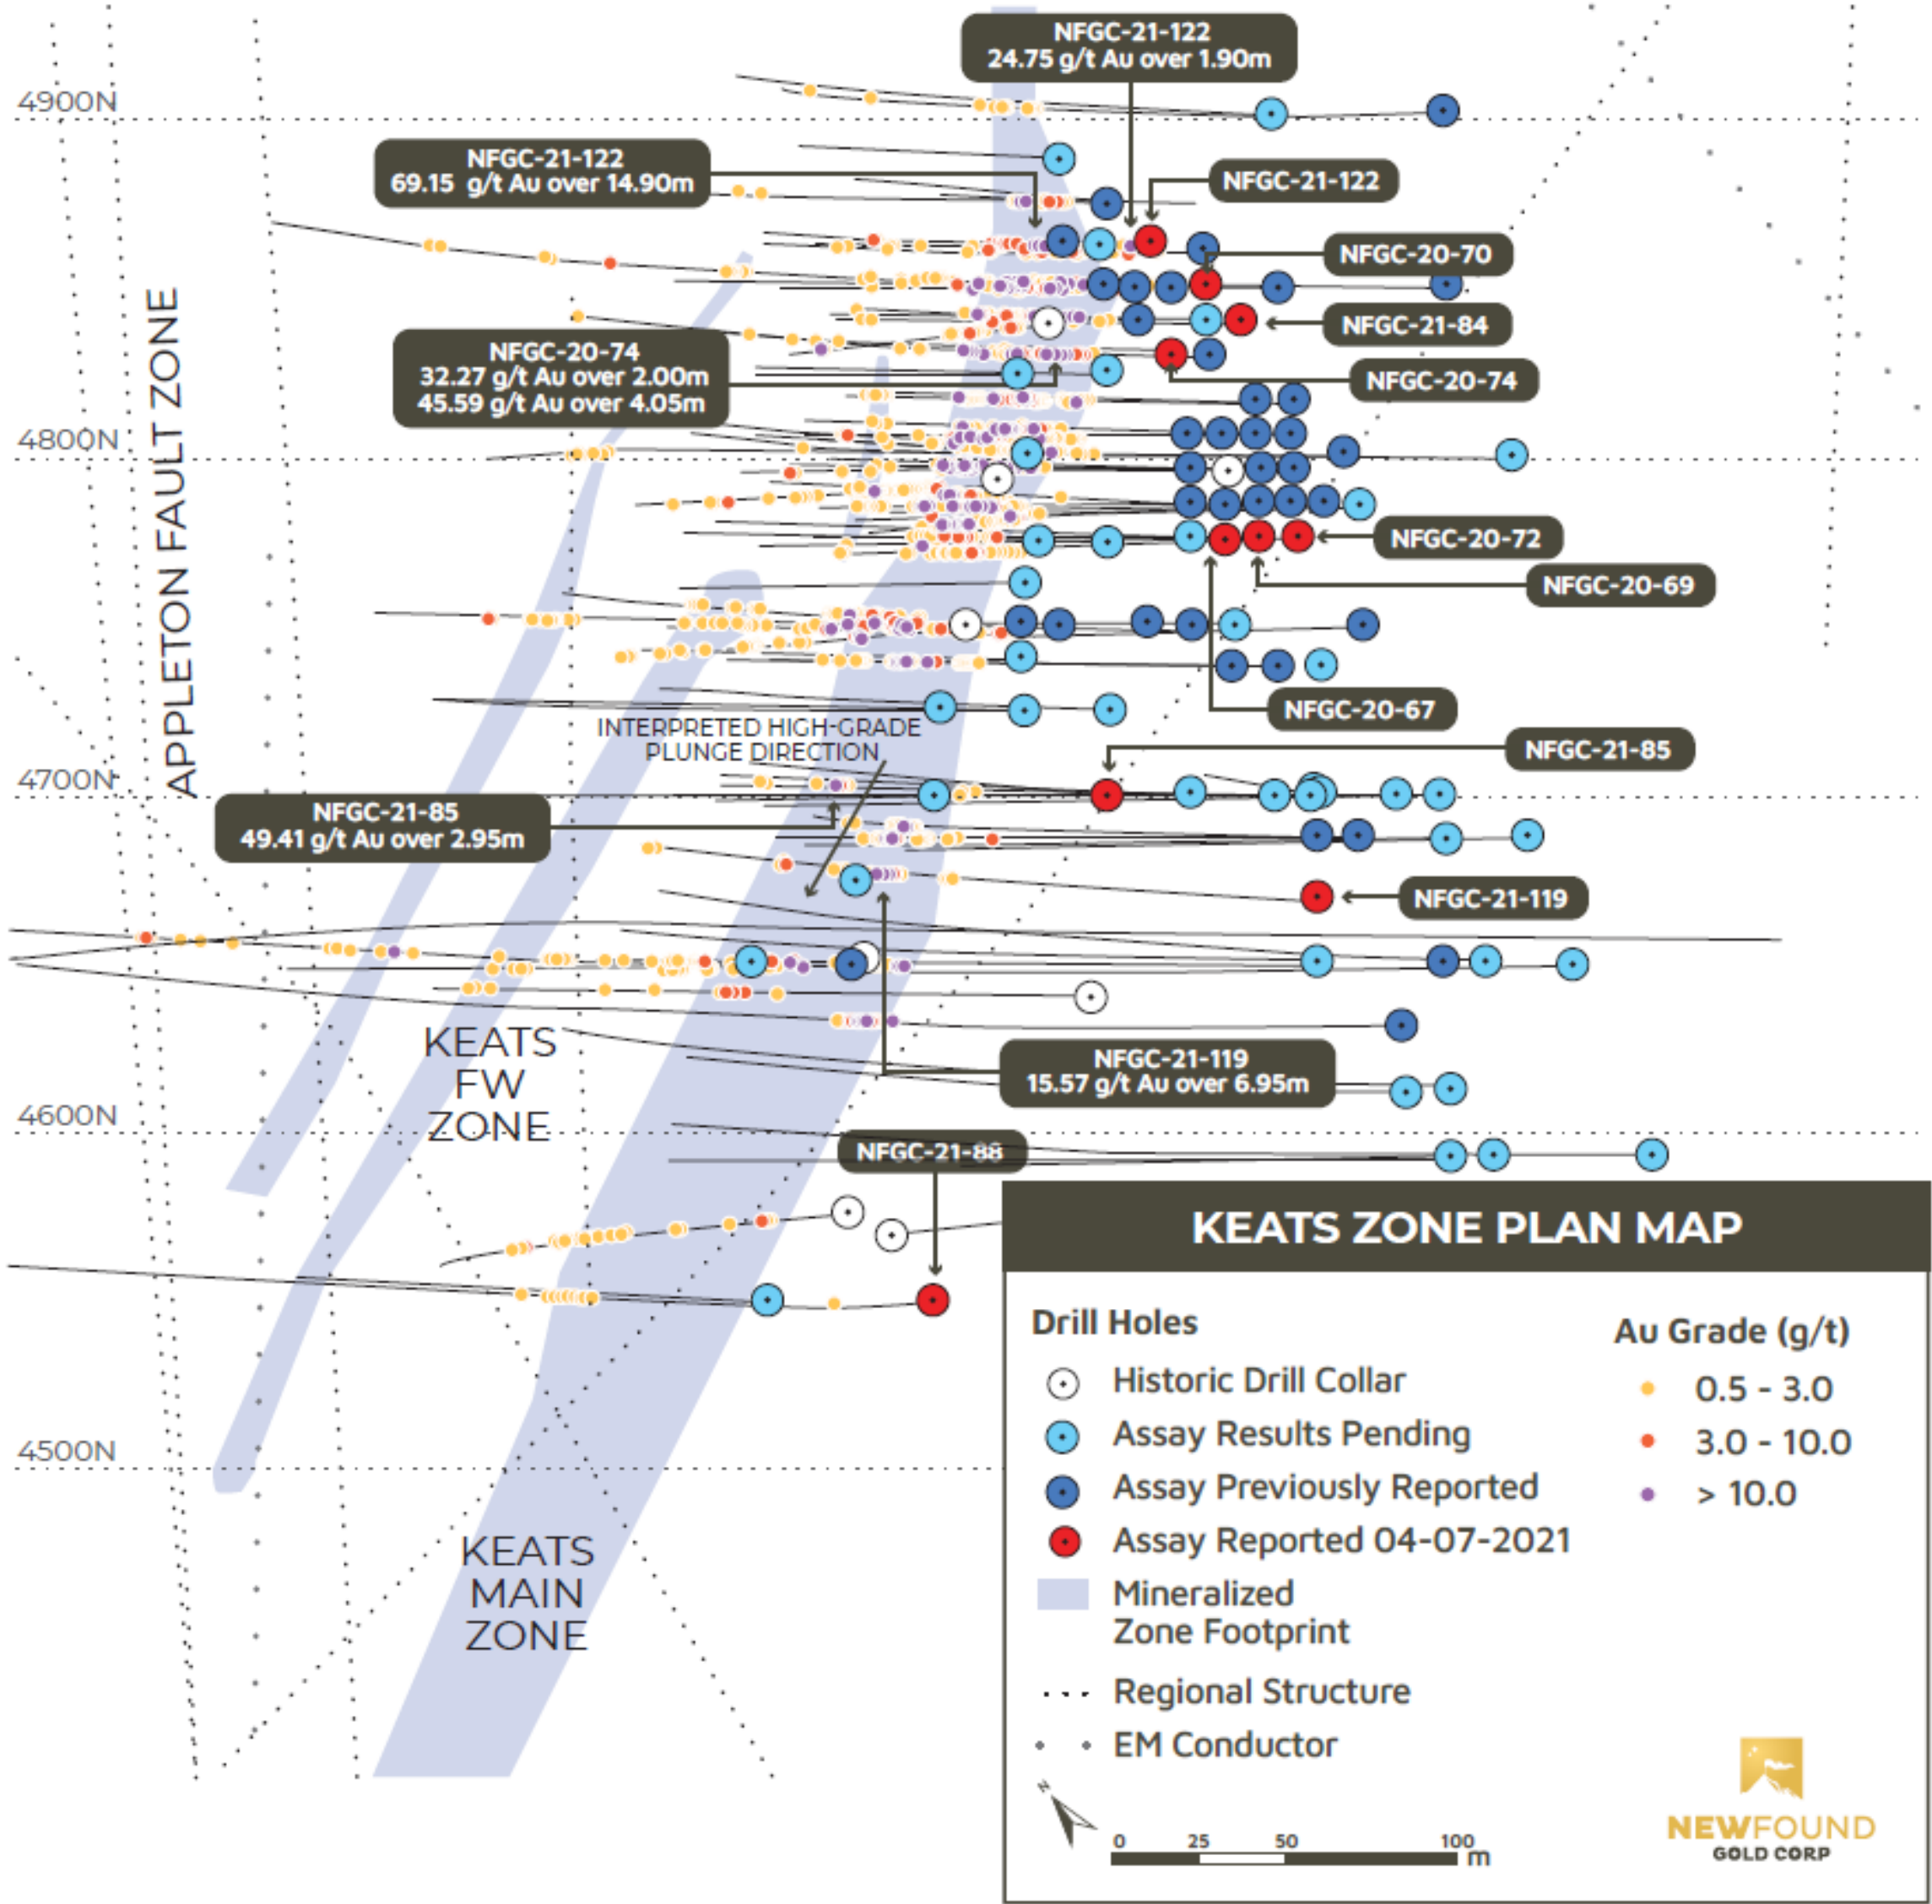 NFGC-21-122
24.75 g/t Au over 1.90m
4900N
NFGC-21-122
69.15 g/t Au over 14.90m
NFGC-21-122
NFGC-20-70
NFGC-21-84
NFGC-20-74
32.27 g/t Au over 2.00m
45.59 g/t Au over 4.05m
NFGC-20-74
APPLETON FAULT ZONE
4800N
NFGC-20-72
NFGC-20-69
NFGC-20-67
INTERPRETED HIGH-GRADE
PLUNGE DIRECTION
NFGC-21-85
4700N
NFGC-21-85
49.41 g/t Au over 2.95m
NFGC-21-119
KEATS
FW
ZONE
NFGC-21-119
15.57 g/t Au over 6.95m
4600N
NFGC-21-88
KEATS ZONE PLAN MAP
Drill Holes
Historic Drill Collar
Assay Results Pending
Assay Previously Reported
Assay Reported 04-07-2021
Mineralized
Zone Footprint
Regional Structure
EM Conductor
Au Grade (g/t)
0.5 - 3.0
3.0 - 10.0
> 10.0
4500N
KEATS
MAIN
ZONE
N
0 25 50 100 m
NEWFOUND
GOLD CORP